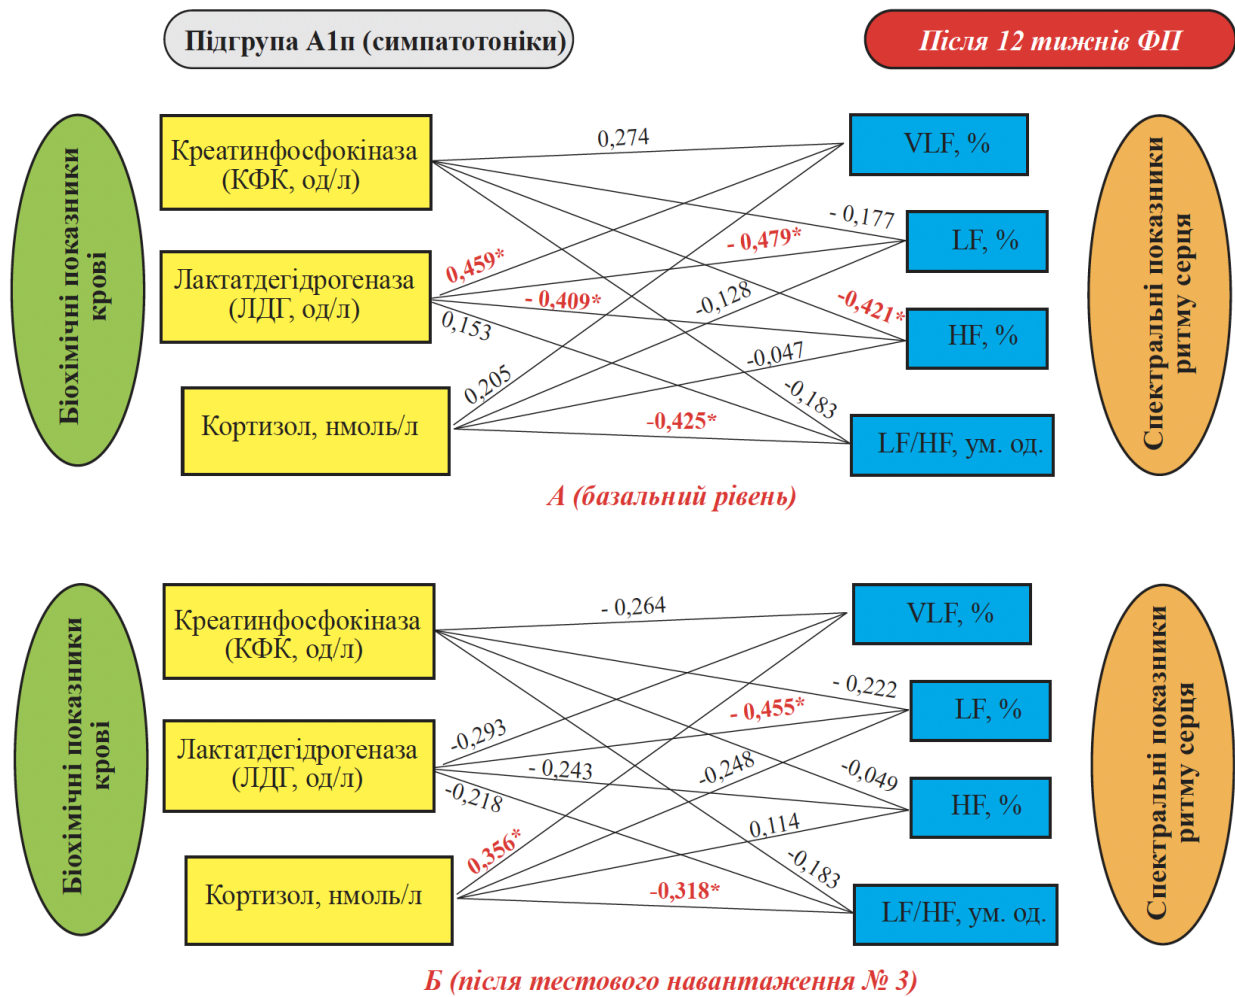 Підгрупа А1п (симпатотоніки)
Після 12 тижнів ФП
Біохімічні показники
крові
Креатинфосфокіназа
(КФК, од/л)
Лактатдегідрогеназа
(ЛДГ, од/л)
Кортизол, нмоль/л
0,274
- 0,177
0,459*
- 0,479*
- 0,409*
-0,128
-0,421*
0,153
-0,047
0,205
-0,183
-0,425*
VLF, %
LF, %
HF, %
LF/HF, ум. од.
Спектральні показники
ритму серця
А (базальний рівень)
Біохімічні показники
крові
Креатинфосфокіназа
(КФК, од/л)
Лактатдегідрогеназа
(ЛДГ, од/л)
Кортизол, нмоль/л
- 0,264
- 0,222
- 0,455*
-0,293
- 0,243
-0,248
-0,049
-0,218
0,114
0,356*
-0,183
-0,318*
VLF, %
LF, %
HF, %
LF/HF, ум. од.
Спектральні показники
ритму серця
Б (після тестового навантаження № 3)